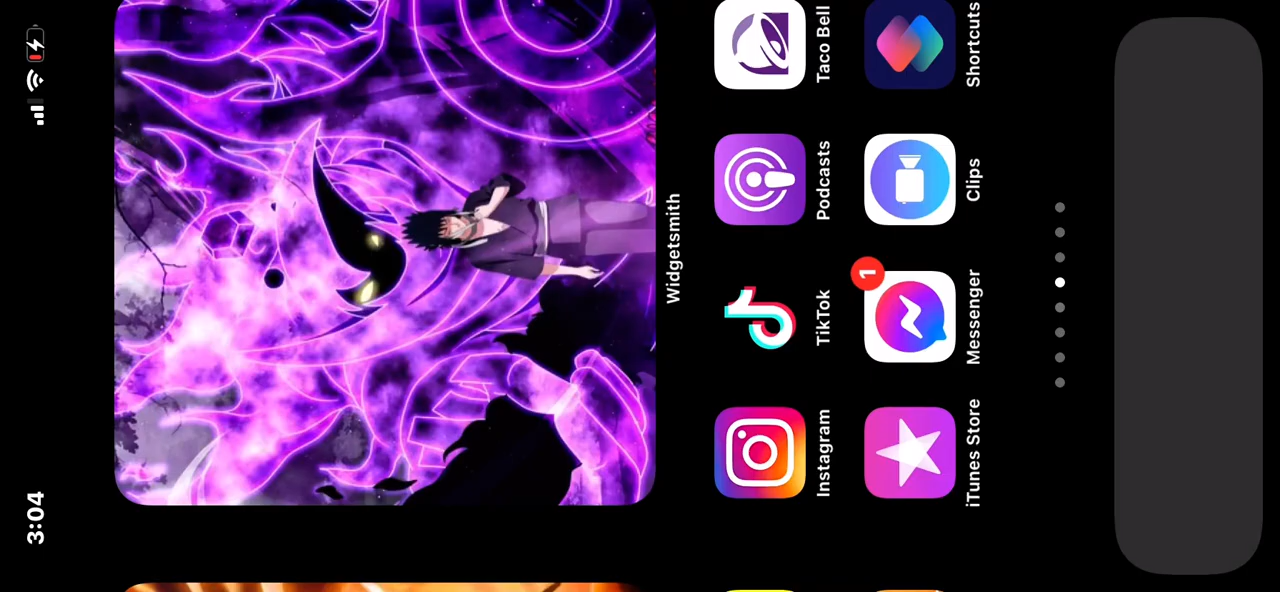 3:04
Widgetsmith
Instagram
TikTok
Podcasts
Taco Bell
iTunes Store
Messenger
1
Clips
Shortcuts